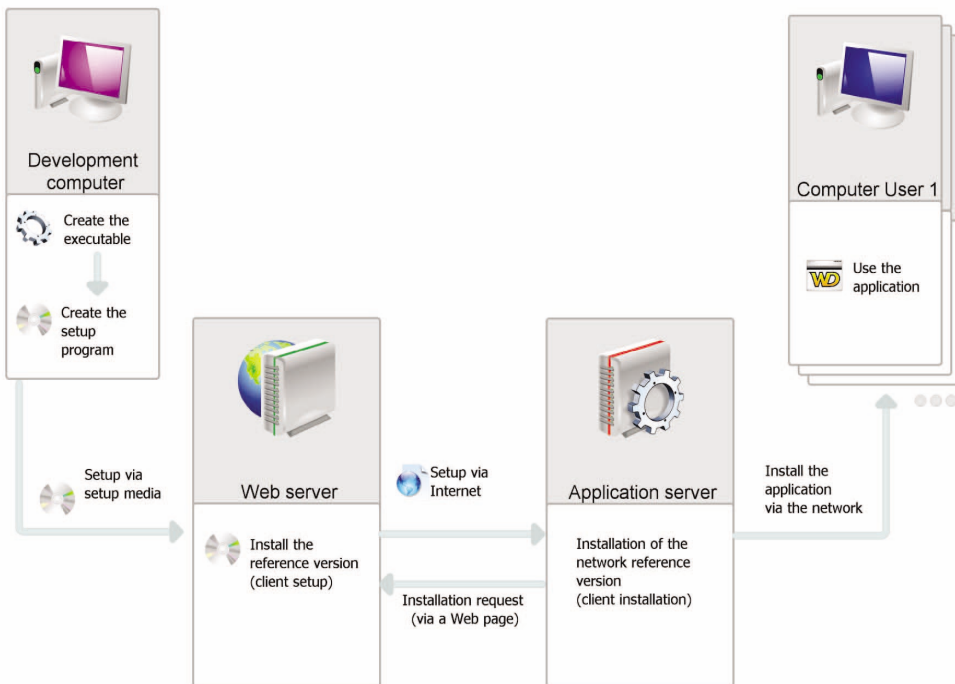 Development
computer
Create the
executable
Create the
setup
program
Setup via
setup media
Web server
Install the
reference version
(client setup)
Setup via
Internet
Installation request
(via a Web page)
Application server
Installation of the
network reference
version
(client installation)
Install the
application
via the network
Computer User 1
WD
Use the
application